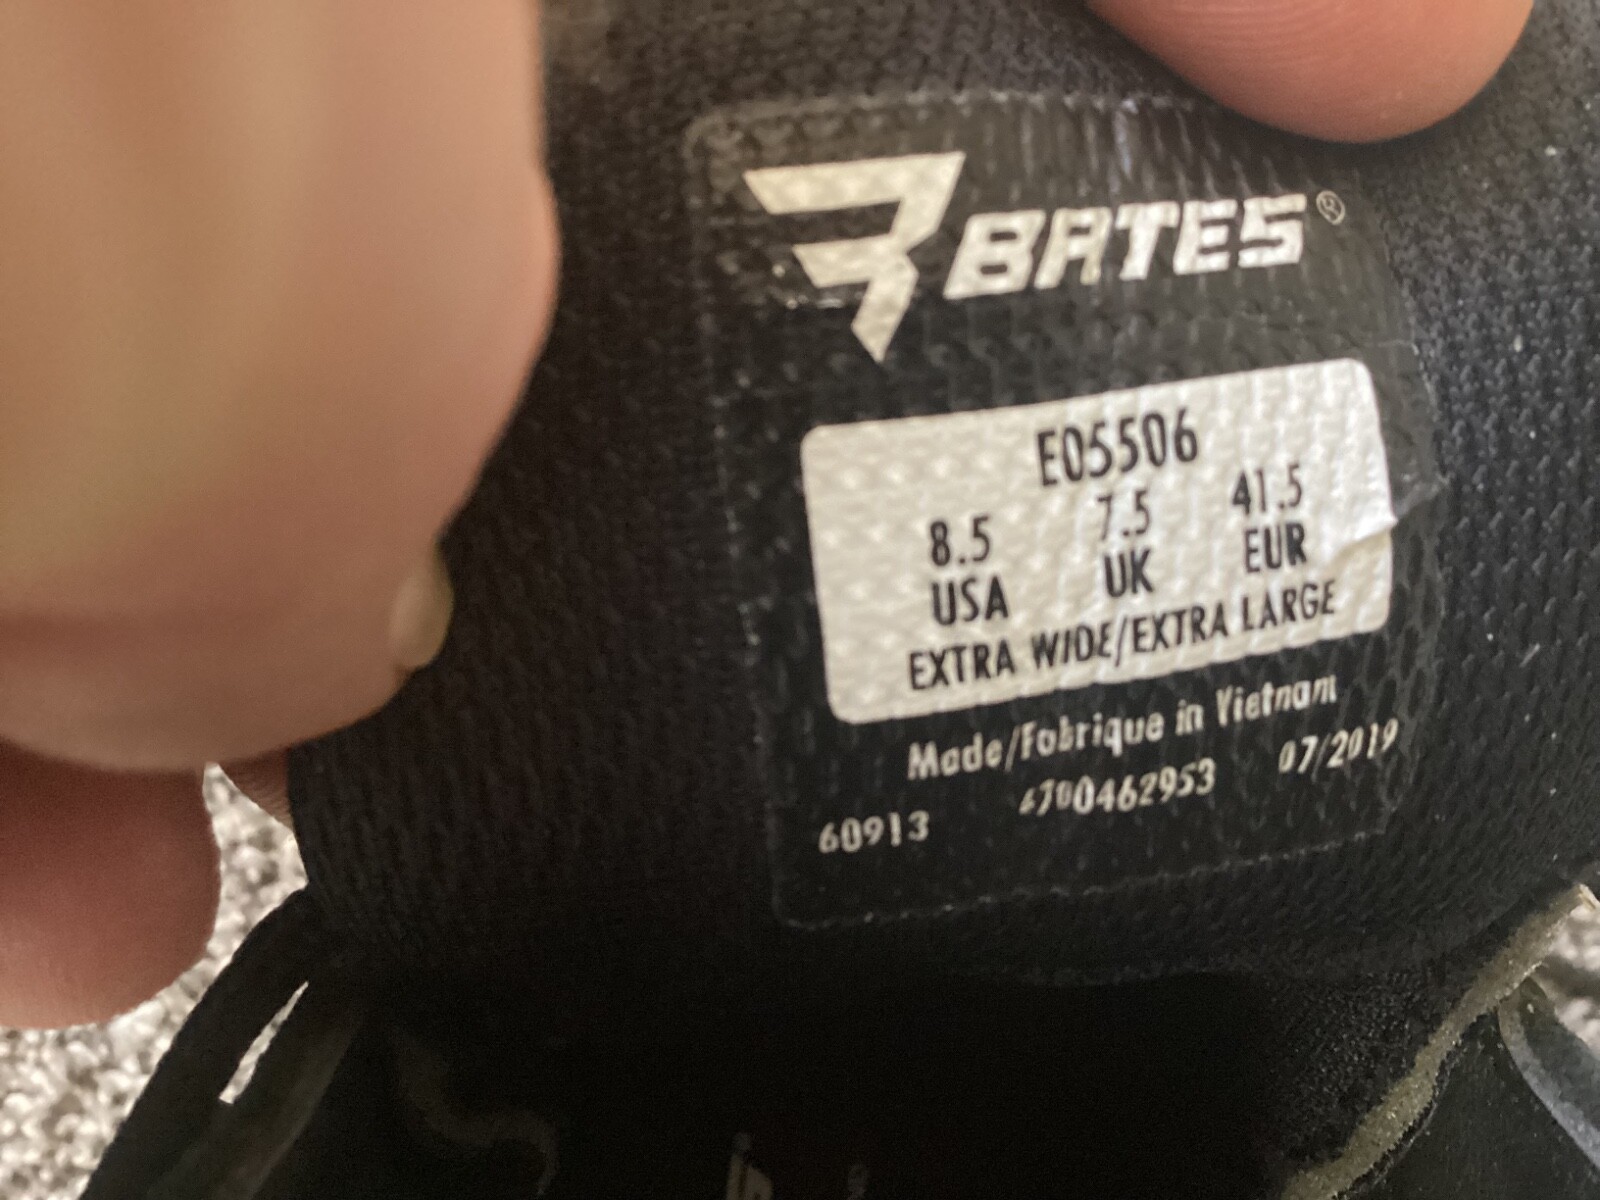 BATES®
E05506
8.5 7.5 41.5
USA UK EUR
EXTRA WIDE/EXTRA LARGE
Made/Fabrique in Vietnam
60913 4700462953 07/2019